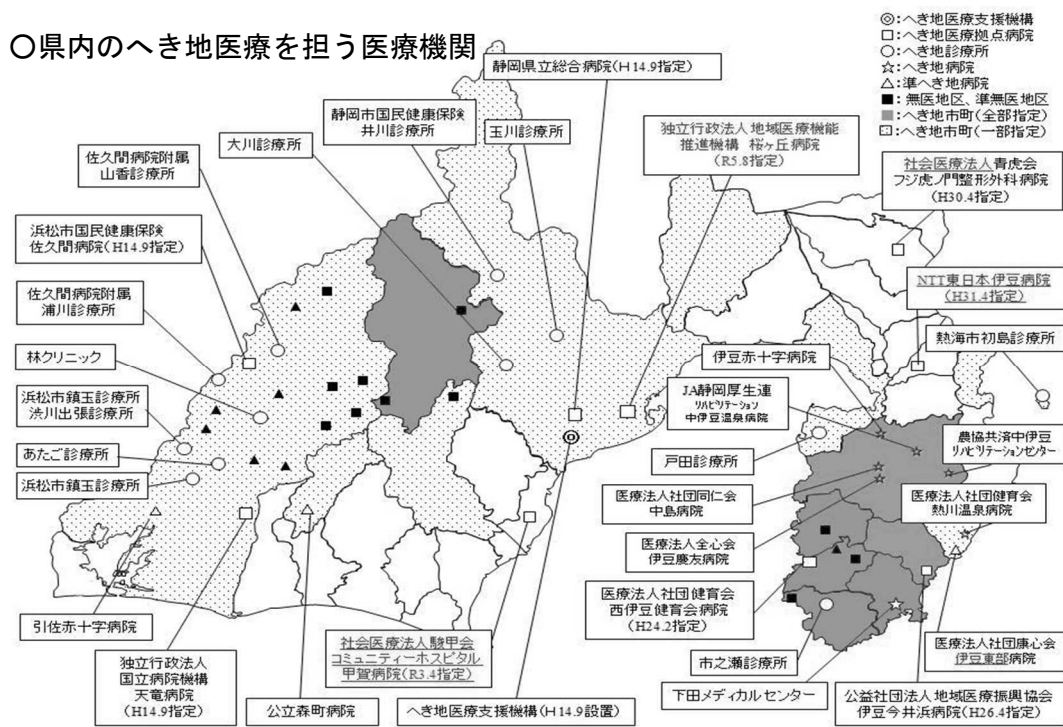 〇県内のへき地医療を担う医療機関
◎:へき地医療支援機構
□:へき地医療拠点病院
○:へき地診療所
☆:へき地病院
△:準へき地病院
■:無医地区、準無医地区
:へき地市町(全部指定)
:へき地市町(一部指定)
静岡県立総合病院(H14.9指定)
静岡市国民健康保険
井川診療所
玉川診療所
大川診療所
独立行政法人地域医療機能
推進機構 桜ヶ丘病院
(R5.8指定)
社会医療法人青虎会
フジ虎ノ門整形外科病院
(H30.4指定)
佐久間病院附属
山香診療所
浜松市国民健康保険
佐久間病院(H14.9指定)
佐久間病院附属
浦川診療所
林クリニック
浜松市鎮玉診療所
渋川出張診療所
あたご診療所
浜松市鎮玉診療所
NTT東日本伊豆病院
(H31.4指定)
熱海市初島診療所
伊豆赤十字病院
JA静岡厚生連
リハビリテーション
中伊豆温泉病院
農協共済中伊豆
リハビリテーションセンター
戸田診療所
医療法人社団同仁会
中島病院
医療法人社団健育会
熱川温泉病院
医療法人全心会
伊豆慶友病院
医療法人社団健育会
西伊豆健育会病院
(H24.2指定)
引佐赤十字病院
独立行政法人
国立病院機構
天竜病院
(H14.9指定)
公立森町病院
社会医療法人駿甲会
コミュニティーホスピタル
甲賀病院(R3.4指定)
へき地医療支援機構(H14.9設置)
市之瀬診療所
下田メディカルセンター
医療法人社団康心会
伊豆東部病院
公益社団法人地域医療振興協会
伊豆今井浜病院(H26.4指定)